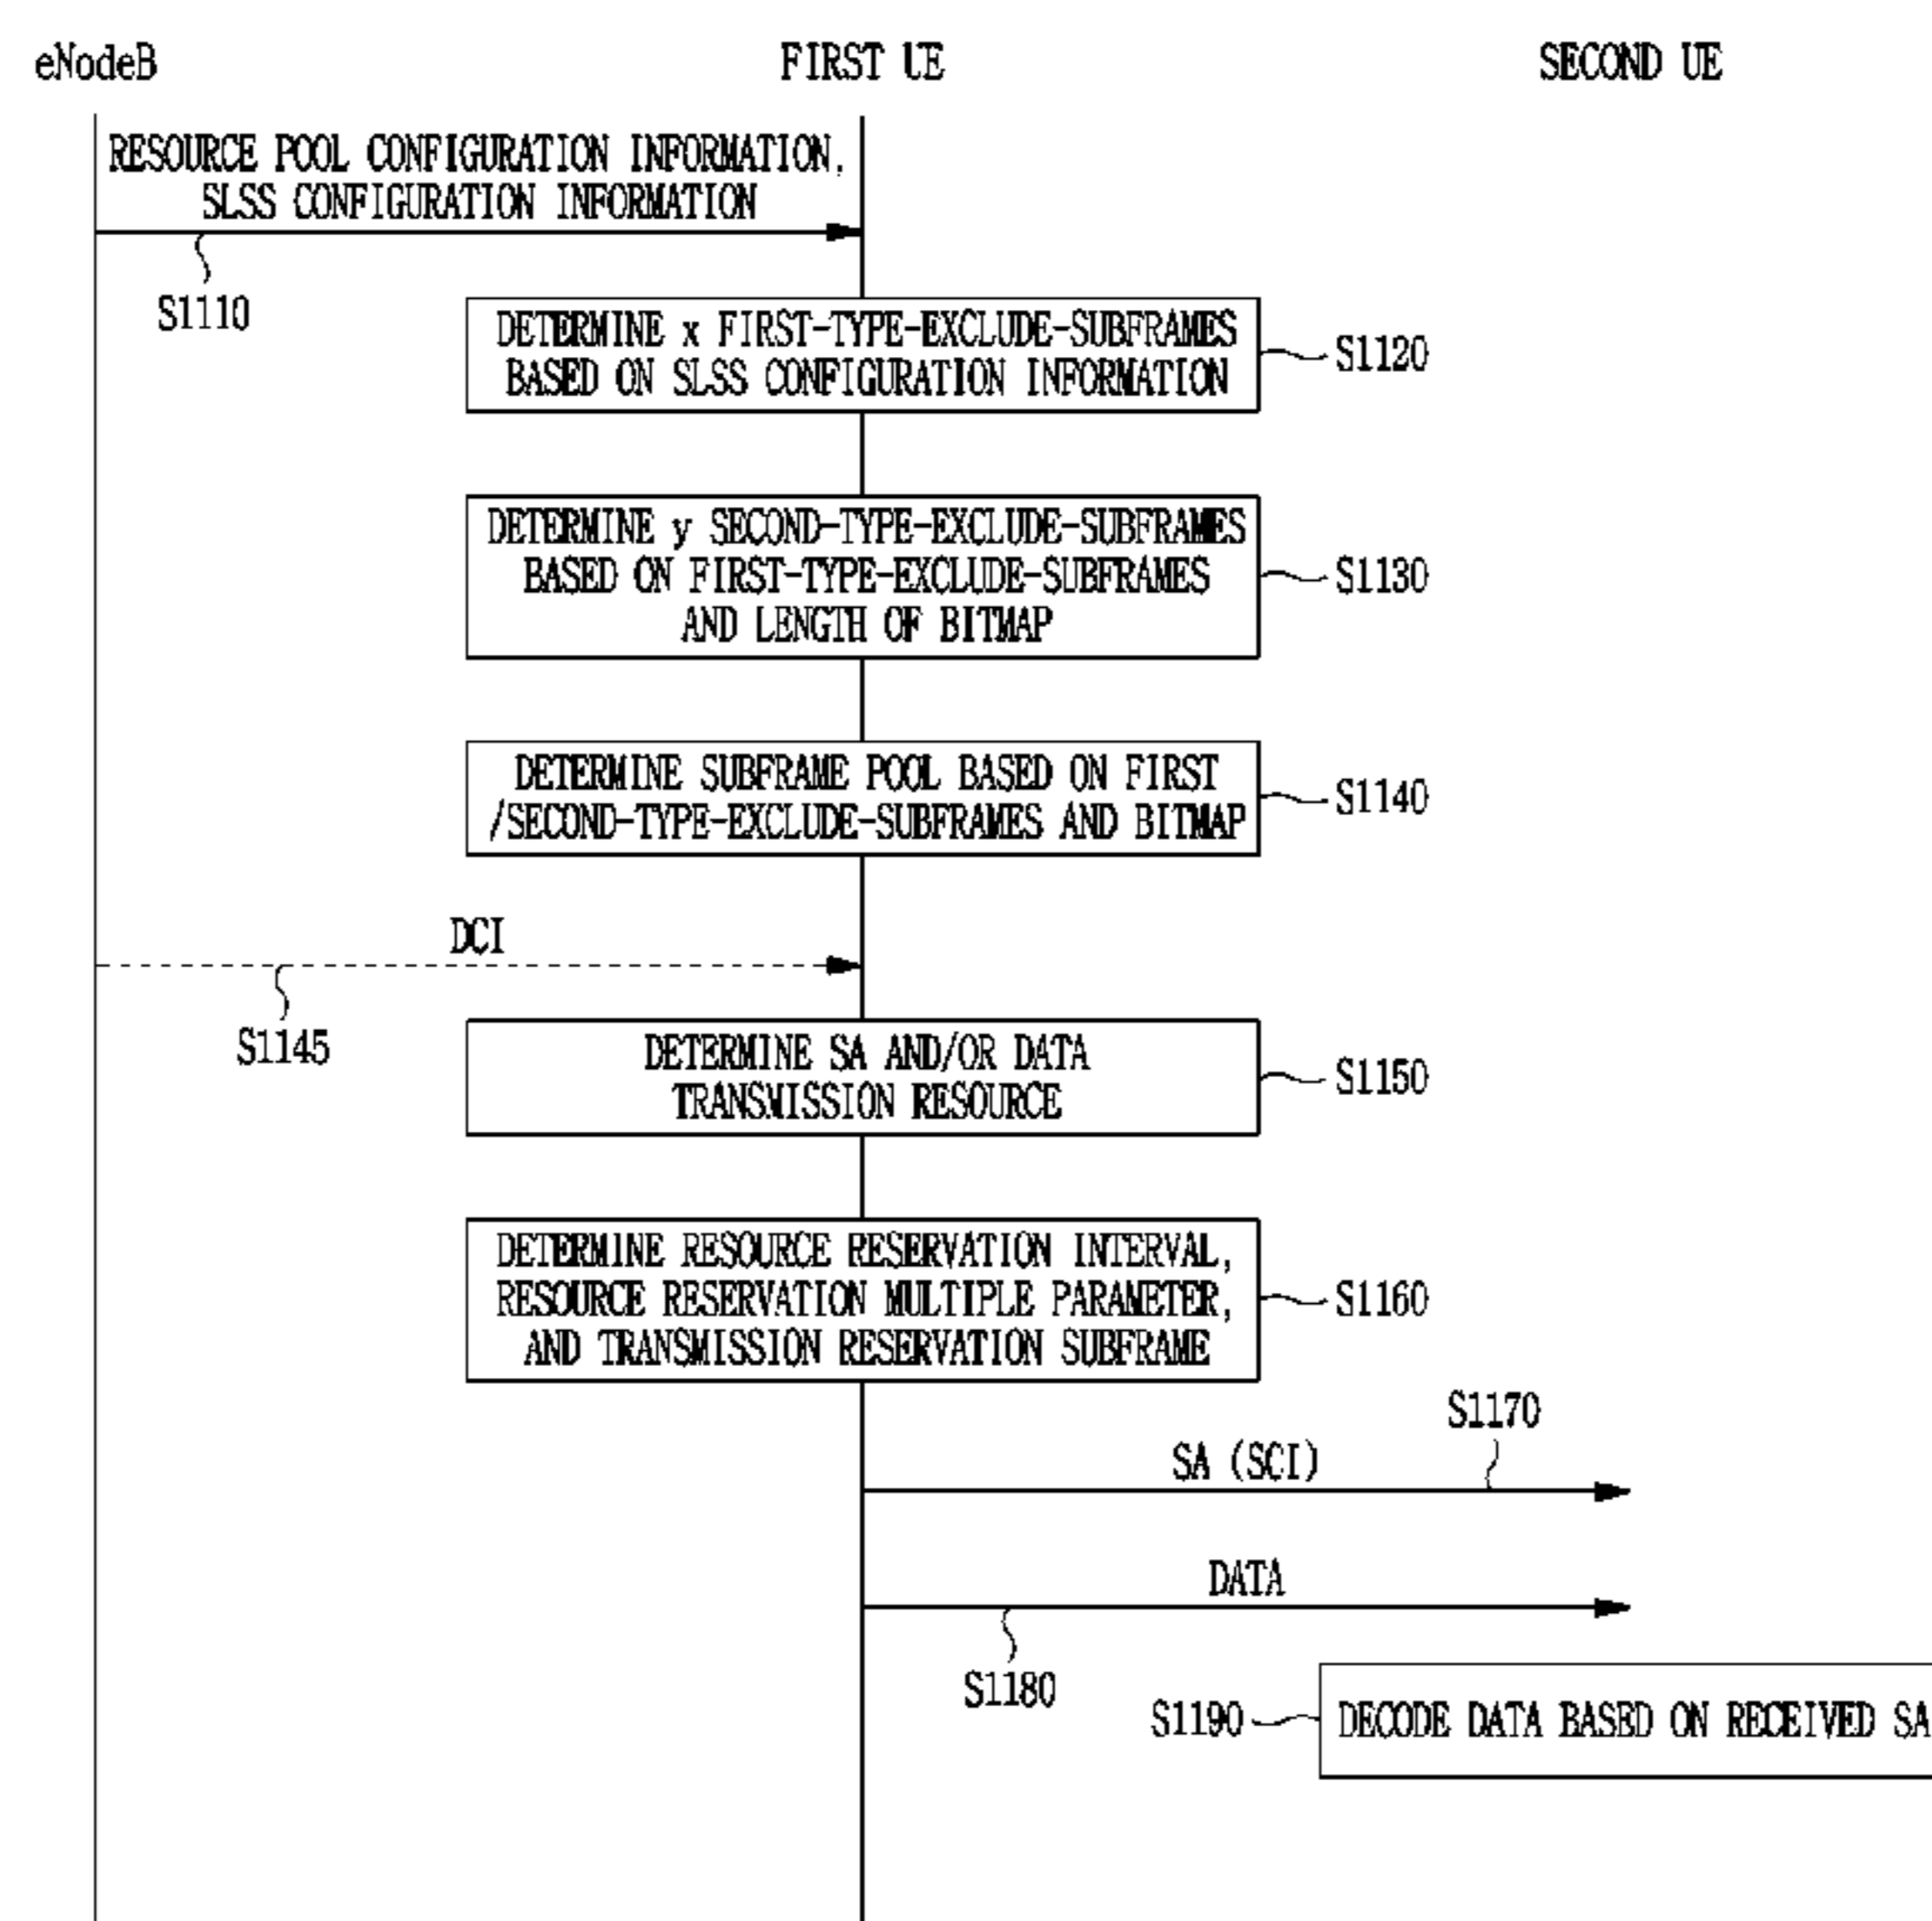 eNodeB
FIRST UE
SECOND UE
RESOURCE POOL CONFIGURATION INFORMATION,
SLSS CONFIGURATION INFORMATION
S1110
DETERMINE x FIRST-TYPE-EXCLUDE-SUBFRAMES
BASED ON SLSS CONFIGURATION INFORMATION
S1120
DETERMINE y SECOND-TYPE-EXCLUDE-SUBFRAMES
BASED ON FIRST-TYPE-EXCLUDE-SUBFRAMES
AND LENGTH OF BITMAP
S1130
DETERMINE SUBFRAME POOL BASED ON FIRST
/SECOND-TYPE-EXCLUDE-SUBFRAMES AND BITMAP
S1140
DCI
S1145
DETERMINE SA AND/OR DATA
TRANSMISSION RESOURCE
S1150
DETERMINE RESOURCE RESERVATION INTERVAL,
RESOURCE RESERVATION MULTIPLE PARAMETER,
AND TRANSMISSION RESERVATION SUBFRAME
S1160
S1170
SA (SCI)
DATA
S1180
S1190
DECODE DATA BASED ON RECEIVED SA